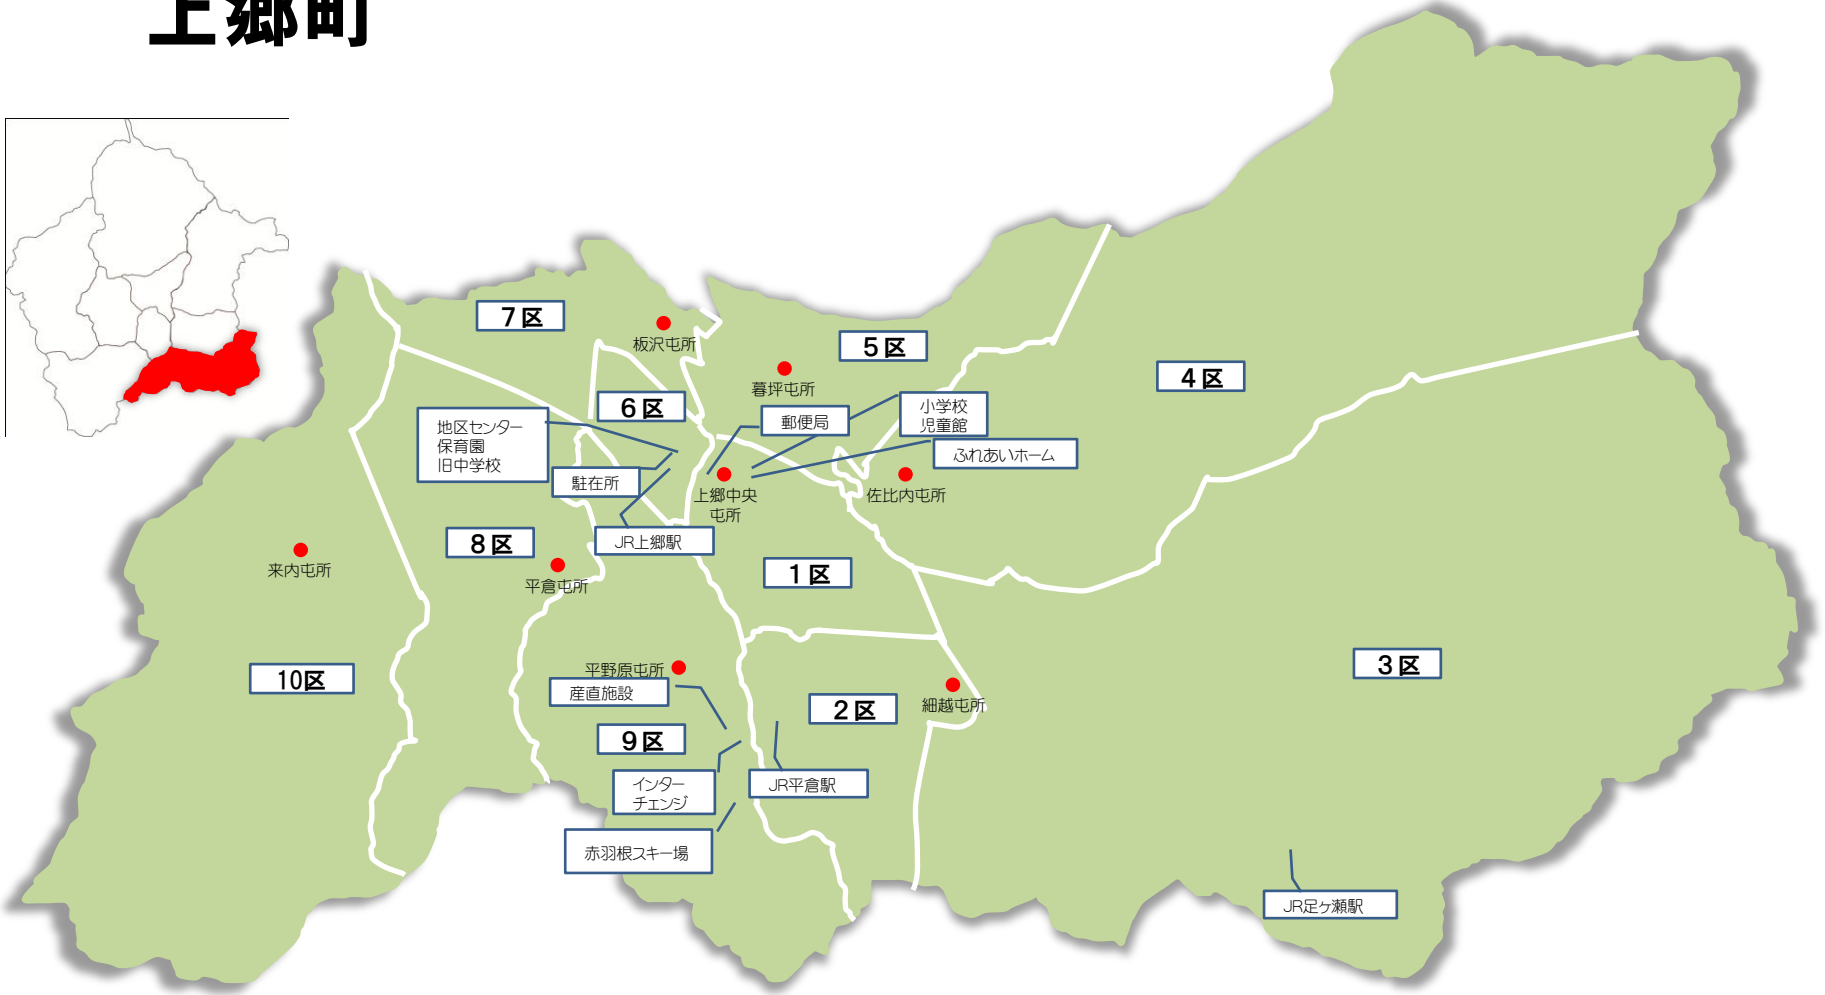 上郷町
7区
板沢屯所
5区
4区
暮坪屯所
6区
地区センター
保育園
旧中学校
郵便局
小学校
児童館
ふれあいホーム
駐在所
上郷中央
屯所
佐比内屯所
JR上郷駅
8区
来内屯所
平倉屯所
1区
3区
10区
平野原屯所
産直施設
2区
細越屯所
9区
インター
チェンジ
JR平倉駅
赤羽根スキー場
JR足ヶ瀬駅